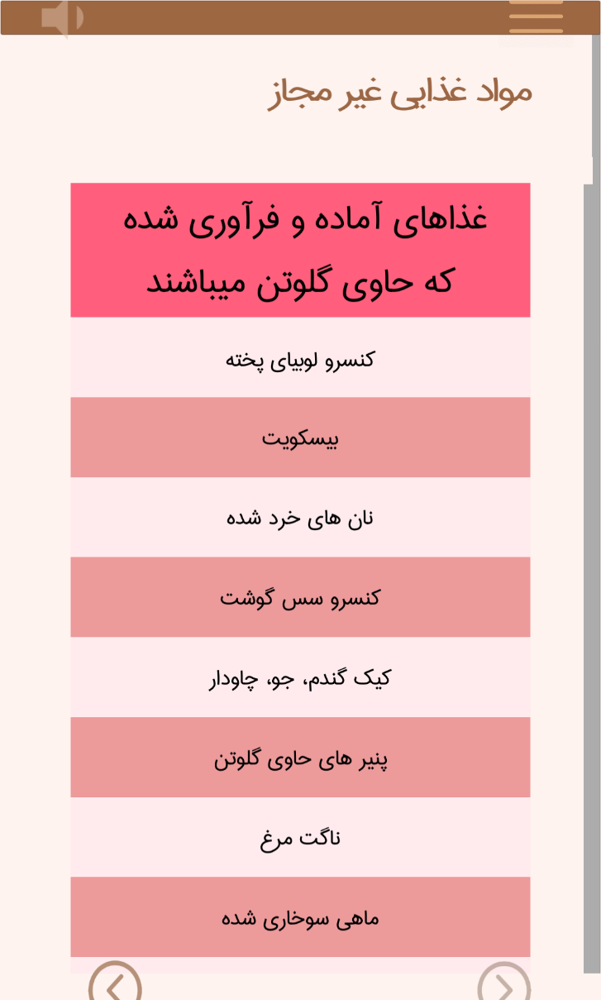 مواد غذایی غیر مجاز
غذاهای آماده و فرآوری شده
که حاوی گلوتن میباشند
کنسرو لوبیای پخته
بیسکویت
نان های خرد شده
کنسرو سس گوشت
کیک گندم، جو، چاودار
پنیر های حاوی گلوتن
ناگت مرغ
ماهی سوخاری شده